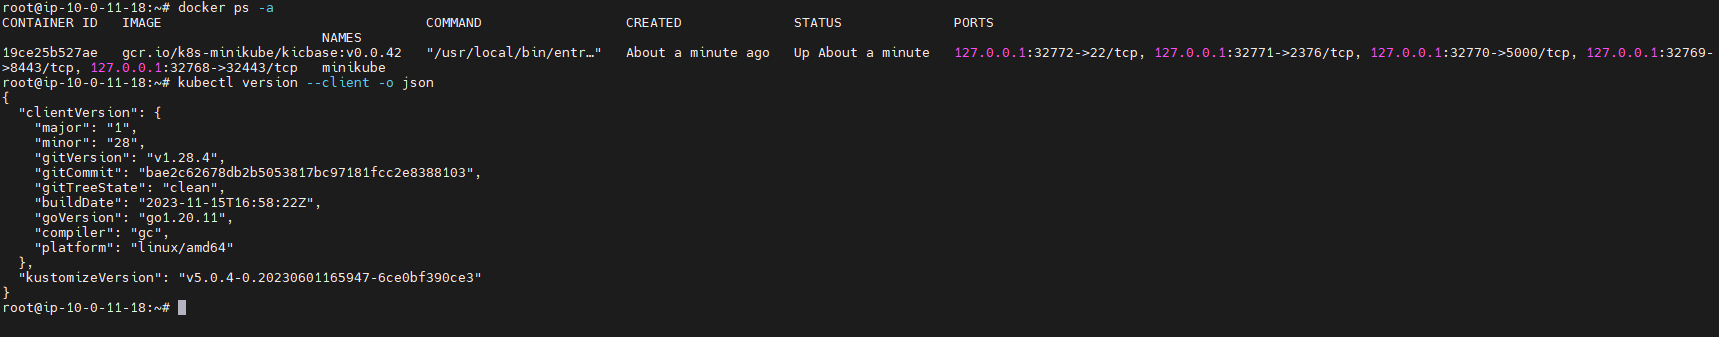 root@ip-10-0-11-18:~# docker ps -a
CONTAINER ID   IMAGE                                 COMMAND                  CREATED              STATUS              PORTS
                                        NAMES
19ce25b527ae   gcr.io/k8s-minikube/kicbase:v0.0.42   "/usr/local/bin/entr…"   About a minute ago   Up About a minute   127.0.0.1:32772->22/tcp, 127.0.0.1:32771->2376/tcp, 127.0.0.1:32770->5000/tcp, 127.0.0.1:32769-
>8443/tcp, 127.0.0.1:32768->32443/tcp   minikube
root@ip-10-0-11-18:~# kubectl version --client -o json
{
  "clientVersion": {
    "major": "1",
    "minor": "28",
    "gitVersion": "v1.28.4",
    "gitCommit": "bae2c62678db2b5053817bc97181fcc2e8388103",
    "gitTreeState": "clean",
    "buildDate": "2023-11-15T16:58:22Z",
    "goVersion": "go1.20.11",
    "compiler": "gc",
    "platform": "linux/amd64"
  },
  "kustomizeVersion": "v5.0.4-0.20230601165947-6ce0bf390ce3"
}
root@ip-10-0-11-18:~#